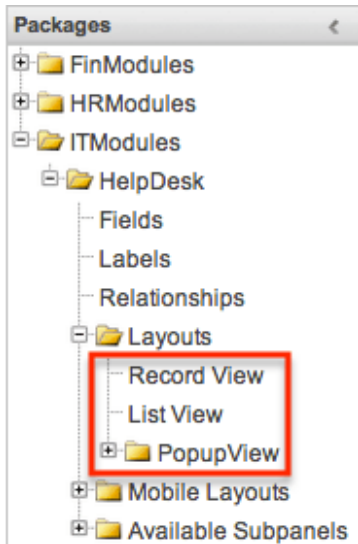 Packages
FinModules
HRModules
ITModules
HelpDesk
Fields
Labels
Relationships
Layouts
Record View
List View
PopupView
Mobile Layouts
Available Subpanels